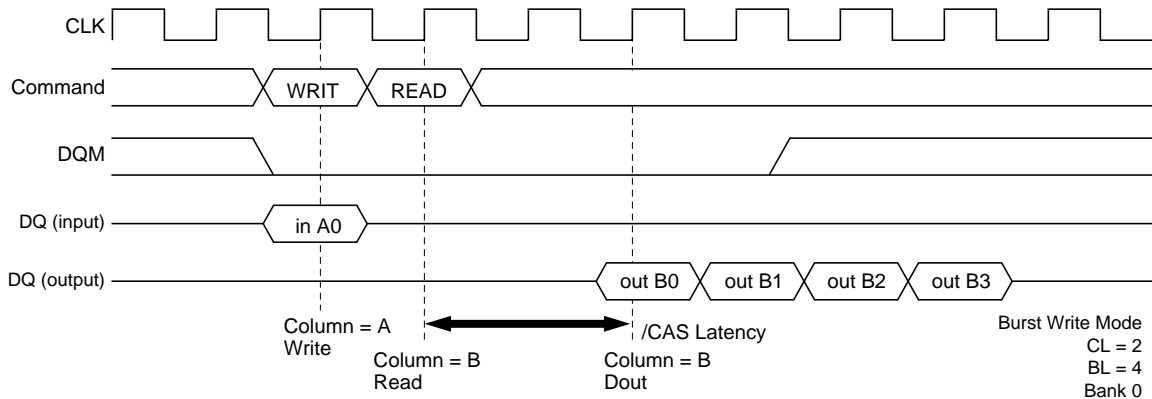 CLK
Command
WRIT
READ
DQM
DQ (input)
in A0
DQ (output)
out B0
out B1
out B2
out B3
Column = A
Write
Column = B
Read
/CAS Latency
Column = B
Dout
Burst Write Mode
CL = 2
BL = 4
Bank 0